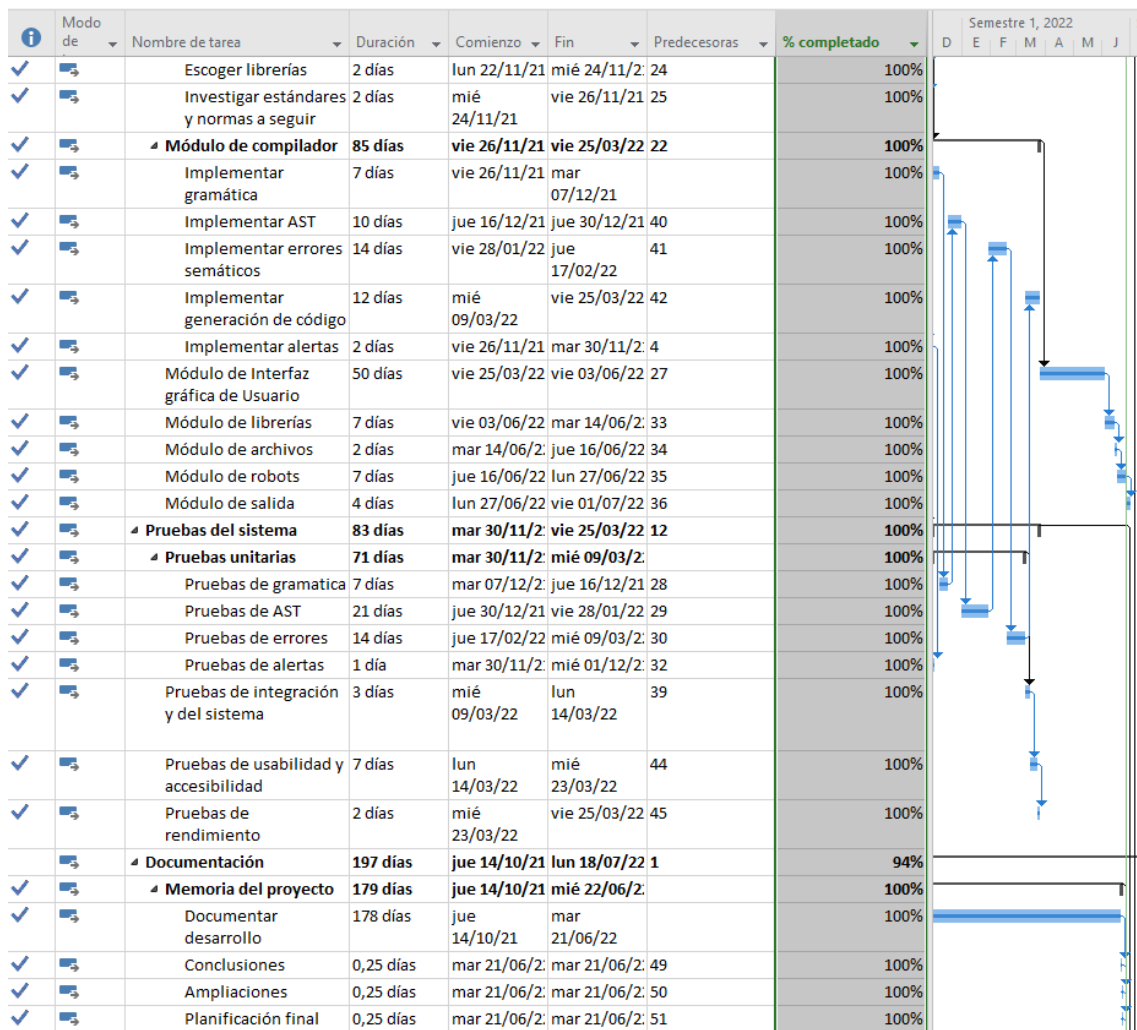 Modo de Nombre de tarea Duración Comienzo Fin Predecesoras % completado Semestre 1, 2022
D E F M A M J
Escoger librerías 2 días lun 22/11/21 mié 24/11/2 24 100%
Investigar estándares y normas a seguir 2 días mié 24/11/21 vie 26/11/21 25 100%
Módulo de compilador 85 días vie 26/11/21 vie 25/03/22 22 100%
Implementar gramática 7 días vie 26/11/21 mar 07/12/21 100%
Implementar AST 10 días jue 16/12/21 jue 30/12/21 40 100%
Implementar errores semáticos 14 días vie 28/01/22 jue 17/02/22 41 100%
Implementar generación de código 12 días mié 09/03/22 vie 25/03/22 42 100%
Implementar alertas 2 días vie 26/11/21 mar 30/11/2 4 100%
Módulo de Interfaz gráfica de Usuario 50 días vie 25/03/22 vie 03/06/22 27 100%
Módulo de librerías 7 días vie 03/06/22 mar 14/06/2 33 100%
Módulo de archivos 2 días mar 14/06/2 jue 16/06/22 34 100%
Módulo de robots 7 días jue 16/06/22 lun 27/06/22 35 100%
Módulo de salida 4 días lun 27/06/22 vie 01/07/22 36 100%
Pruebas del sistema 83 días mar 30/11/2 vie 25/03/22 12 100%
Pruebas unitarias 71 días mar 30/11/2 mié 09/03/2 100%
Pruebas de gramatica 7 días mar 07/12/2 jue 16/12/21 28 100%
Pruebas de AST 21 días jue 30/12/21 vie 28/01/22 29 100%
Pruebas de errores 14 días jue 17/02/22 mié 09/03/2 30 100%
Pruebas de alertas 1 día mar 30/11/2 mié 01/12/2 32 100%
Pruebas de integración y del sistema 3 días mié 09/03/22 lun 14/03/22 39 100%
Pruebas de usabilidad y accesibilidad 7 días lun 14/03/22 mié 23/03/22 44 100%
Pruebas de rendimiento 2 días mié 23/03/22 vie 25/03/22 45 100%
Documentación 197 días jue 14/10/21 lun 18/07/22 1 94%
Memoria del proyecto 179 días jue 14/10/21 mié 22/06/2 100%
Documentar desarrollo 178 días jue 14/10/21 mar 21/06/22 100%
Conclusiones 0,25 días mar 21/06/2 mar 21/06/2 49 100%
Ampliaciones 0,25 días mar 21/06/2 mar 21/06/2 50 100%
Planificación final 0,25 días mar 21/06/2 mar 21/06/2 51 100%